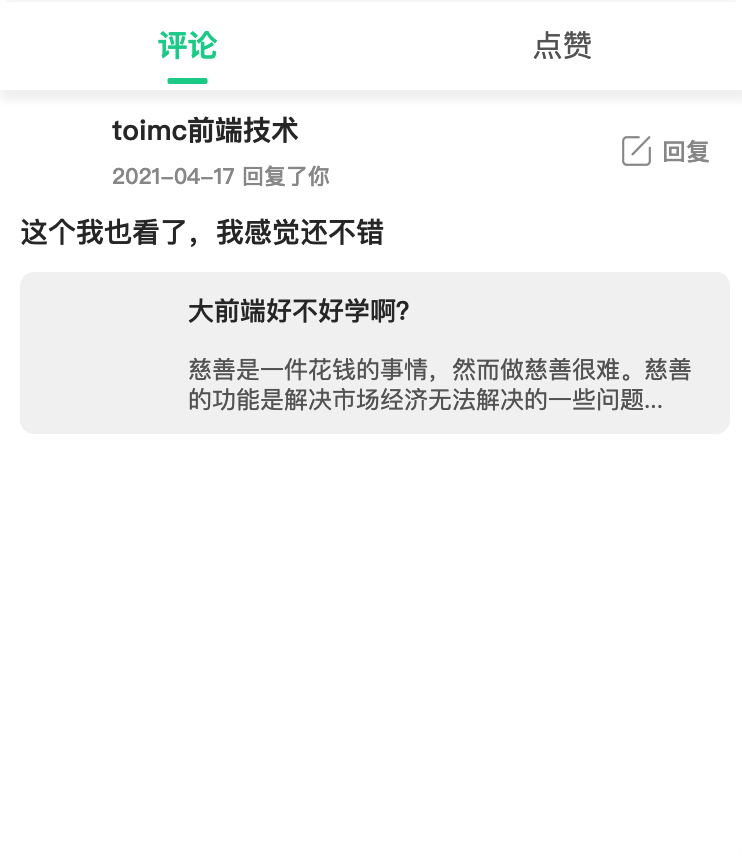 评论
点赞
toimc前端技术
2021-04-17 回复了你
回复
这个我也看了，我感觉还不错
大前端好不好学啊?
慈善是一件花钱的事情，然而做慈善很难。慈善
的功能是解决市场经济无法解决的一些问题...